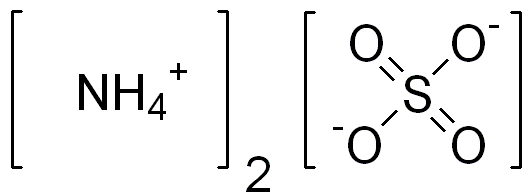 [NH₄⁺]₂ [O O⁻ S ⁻O O]